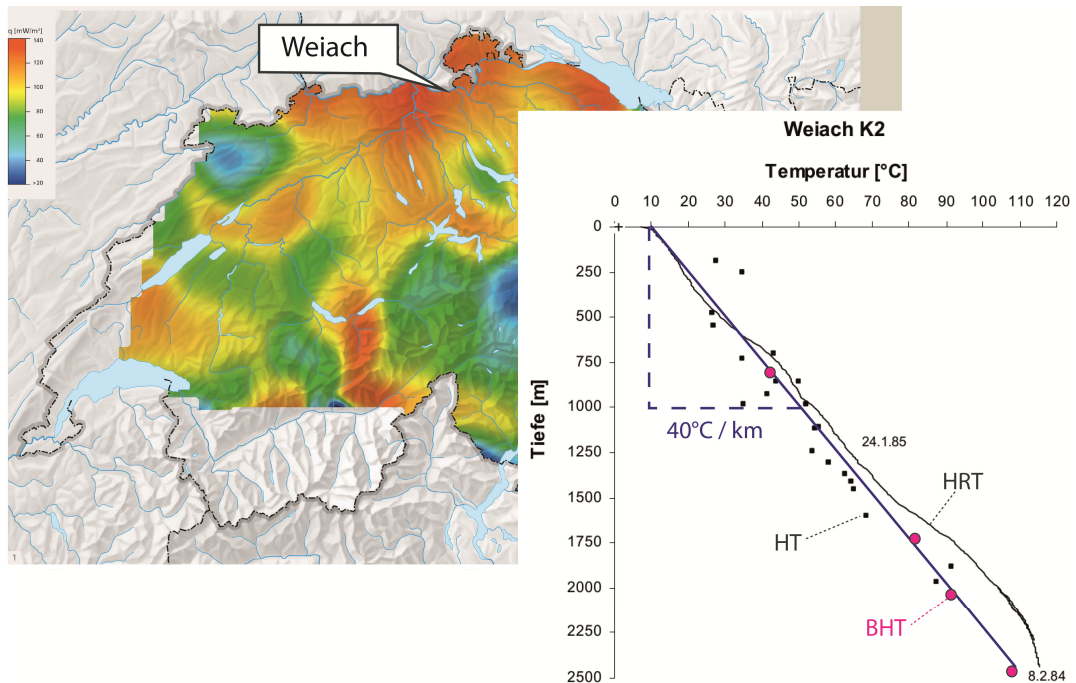 q [mW/m²]
140
120
100
80
60
40
>20
Weiach
1
Weiach K2
Temperatur [°C]
0 10 20 30 40 50 60 70 80 90 100 110 120
Tiefe [m]
0
250
500
750
1000
1250
1500
1750
2000
2250
2500
40°C / km
24.1.85
HRT
HT
BHT
8.2.84